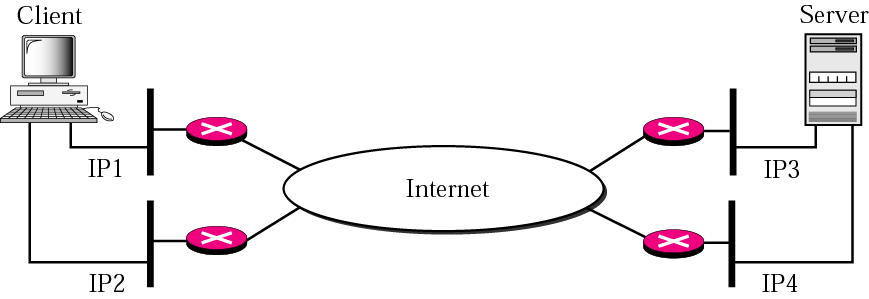 Client
Server
IP1
Internet
IP3
IP2
IP4